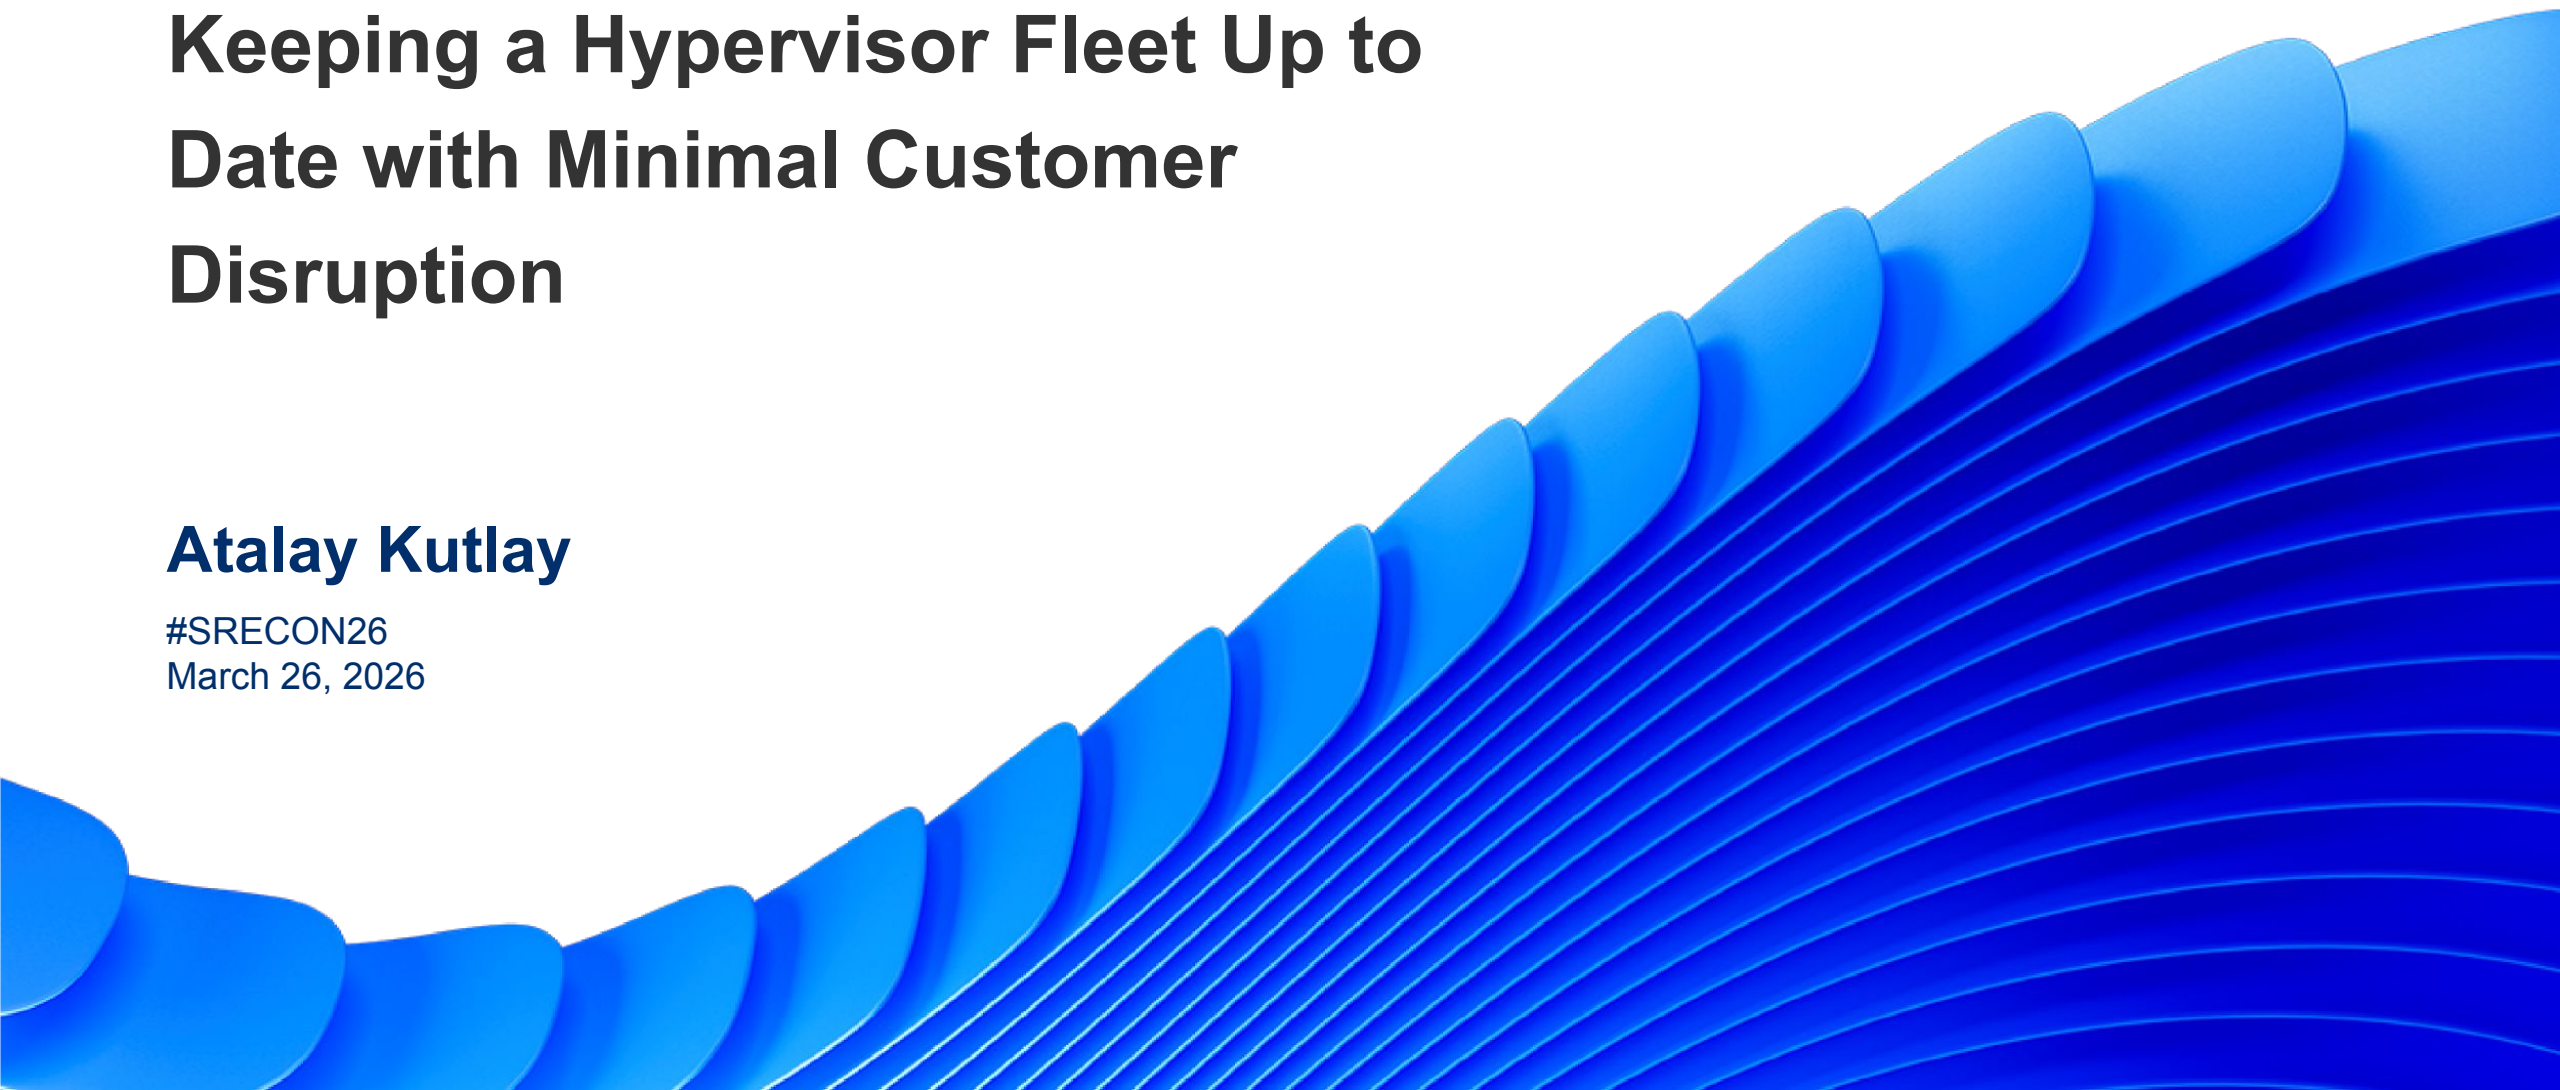 Keeping a Hypervisor Fleet Up to
Date with Minimal Customer
Disruption
Atalay Kutlay
#SRECON26
March 26, 2026